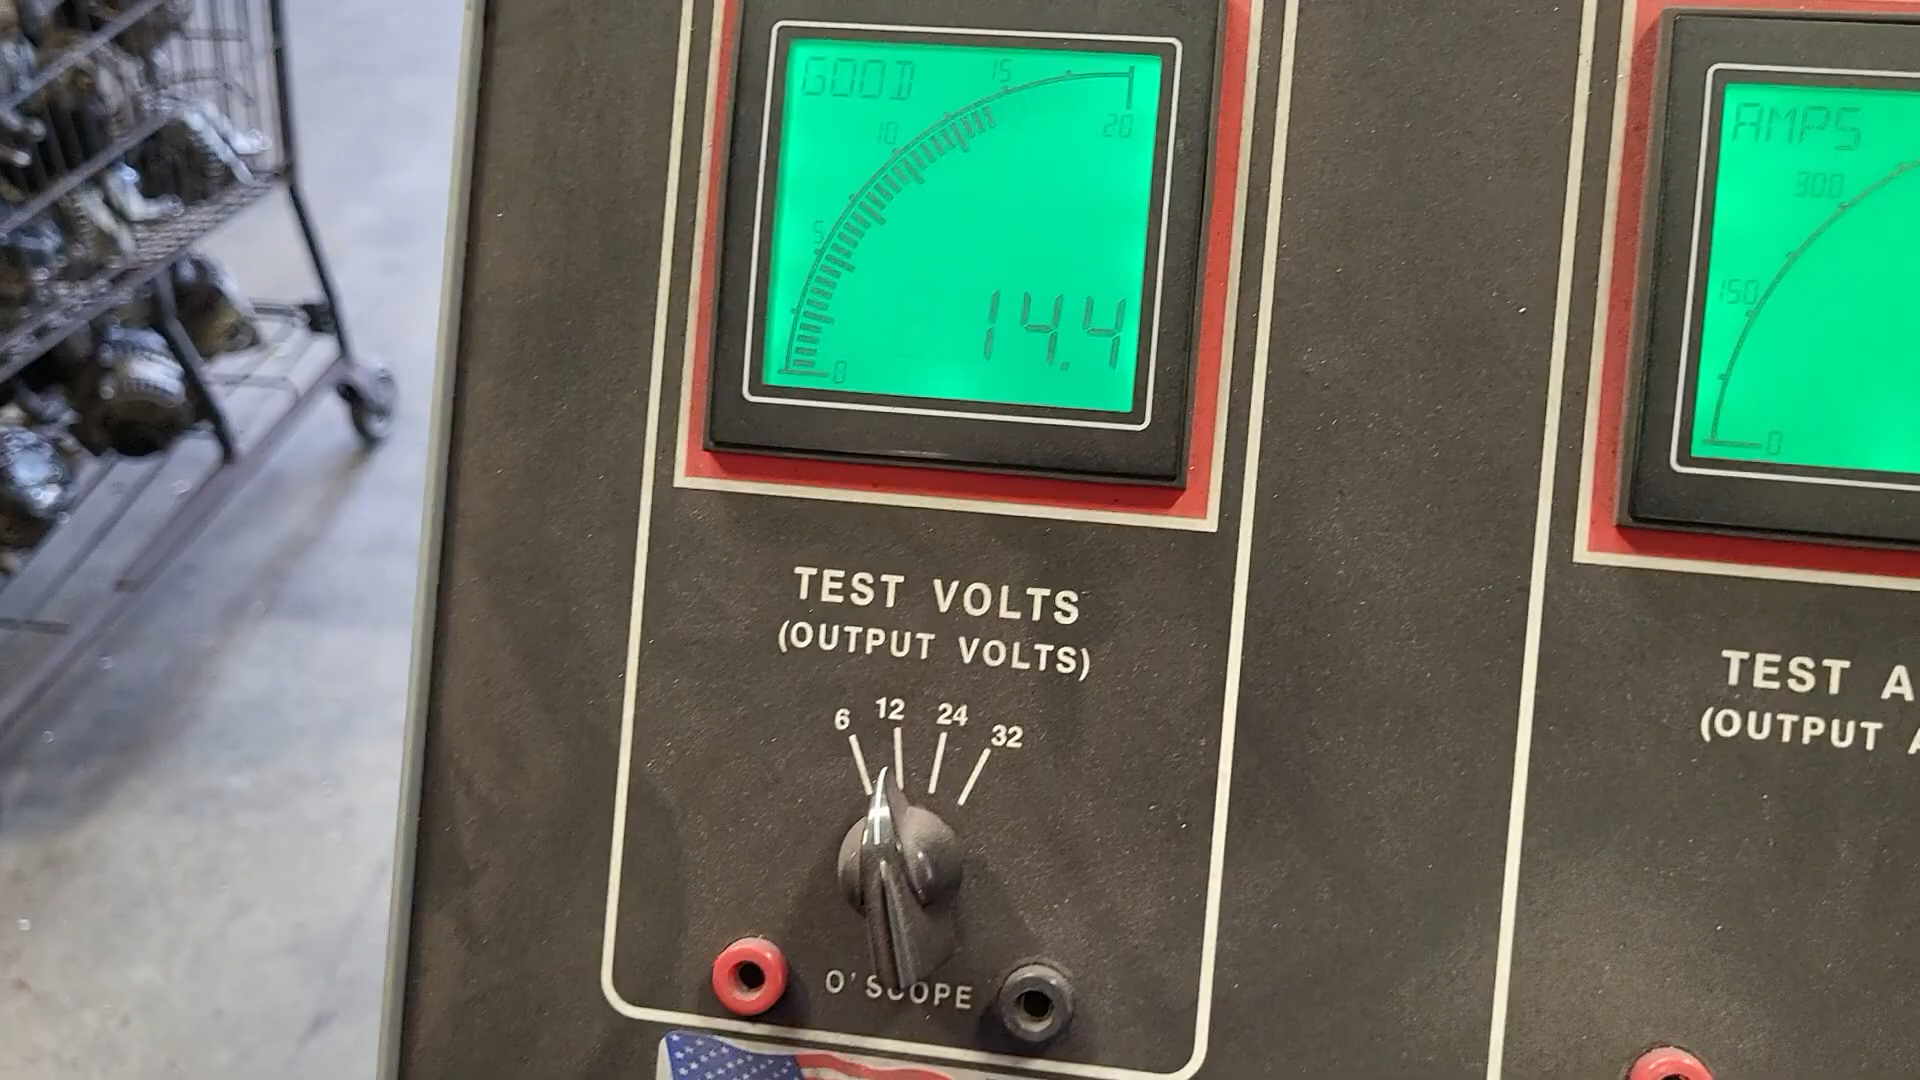 GOOD
15
10
20
5
14.4
0
AMPS
300
150
0
TEST VOLTS
(OUTPUT VOLTS)
6 12 24 32
O'SCOPE
TEST A
(OUTPUT